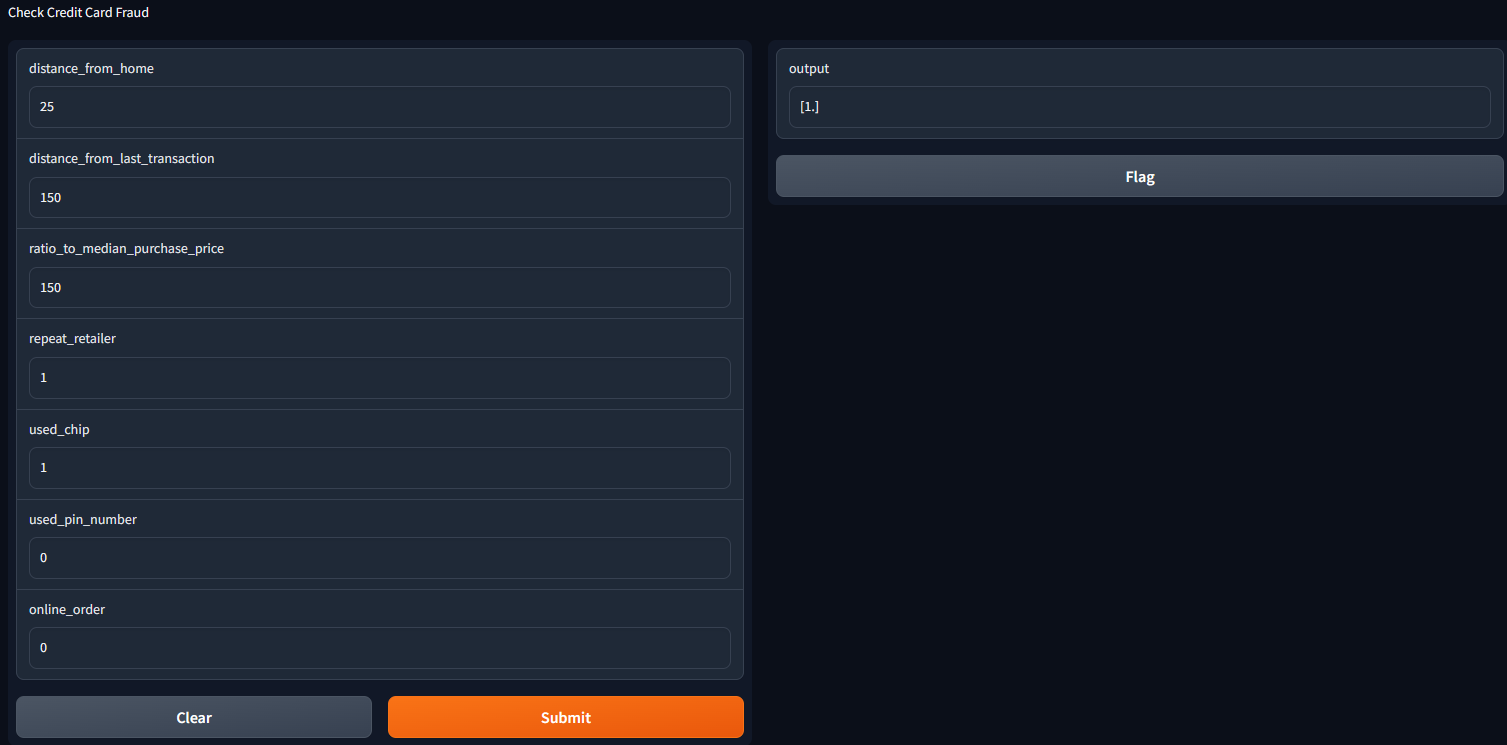 Check Credit Card Fraud
distance_from_home
25
distance_from_last_transaction
150
ratio_to_median_purchase_price
150
repeat_retailer
1
used_chip
1
used_pin_number
0
online_order
0
Clear
Submit
output
[1.]
Flag